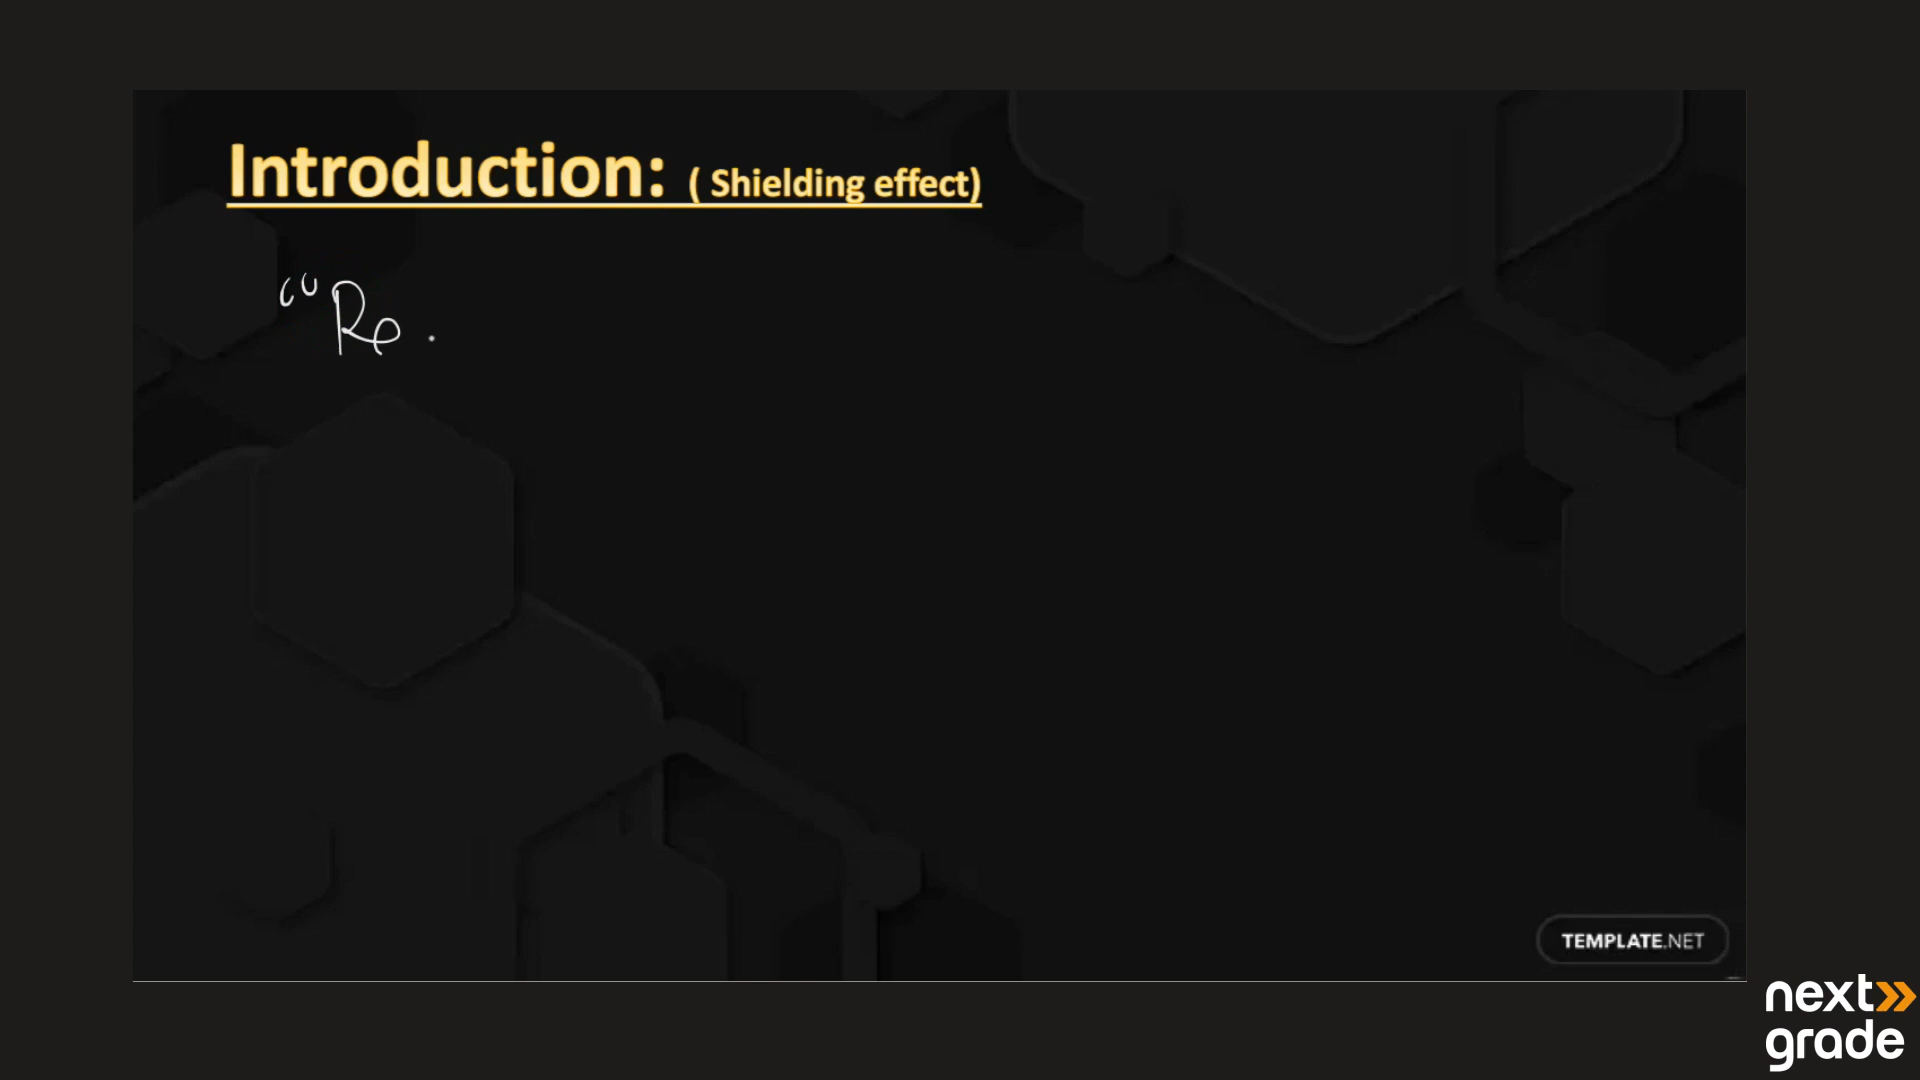 Introduction: ( Shielding effect)
“Re .
TEMPLATE.NET
next
grade